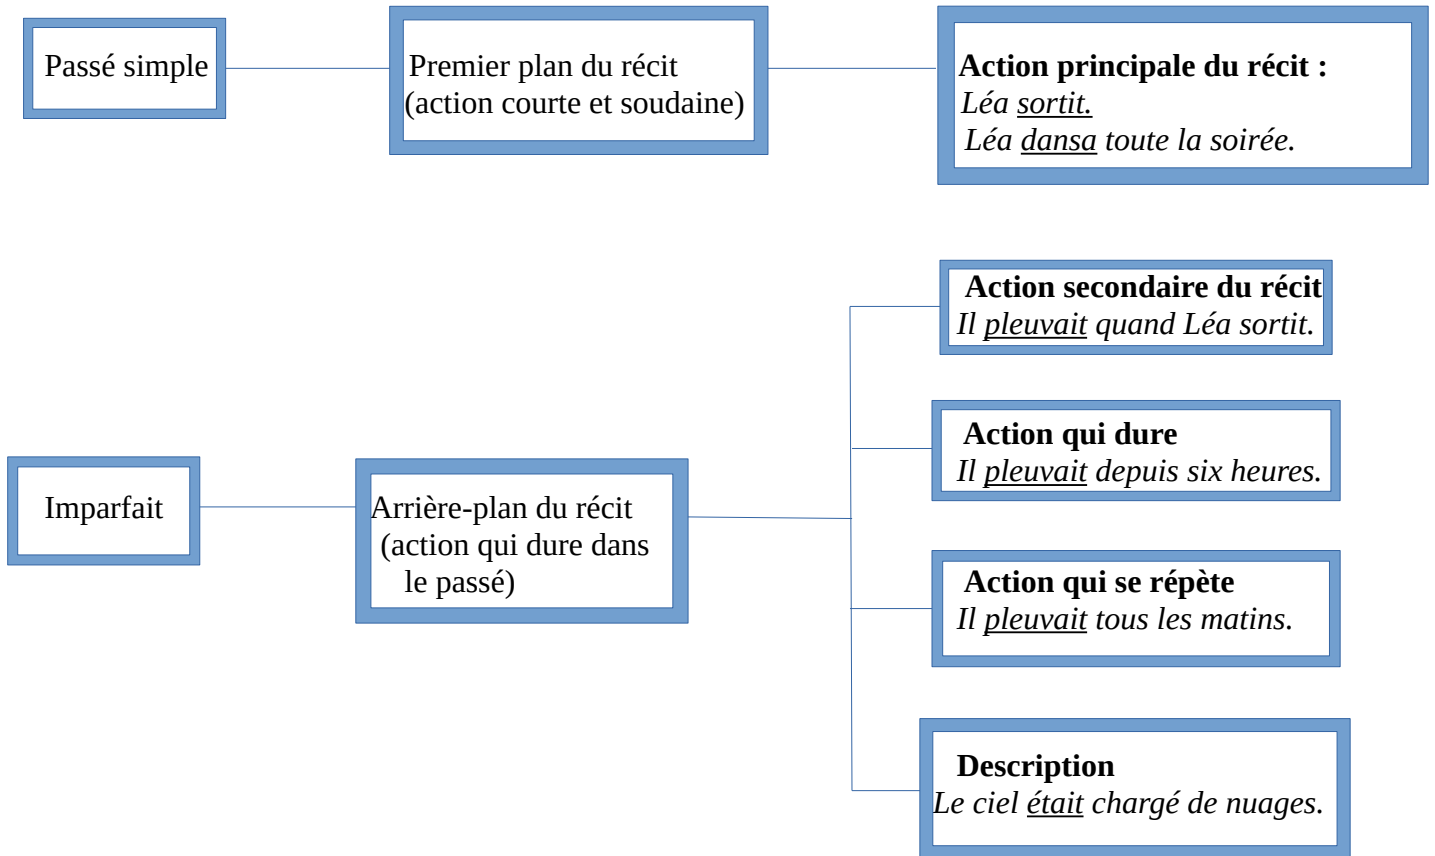 Passé simple
Premier plan du récit
(action courte et soudaine)
Action principale du récit :
Léa sortit.
Léa dansa toute la soirée.
Imparfait
Arrière-plan du récit
(action qui dure dans
le passé)
Action secondaire du récit
Il pleuvait quand Léa sortit.
Action qui dure
Il pleuvait depuis six heures.
Action qui se répète
Il pleuvait tous les matins.
Description
Le ciel était chargé de nuages.